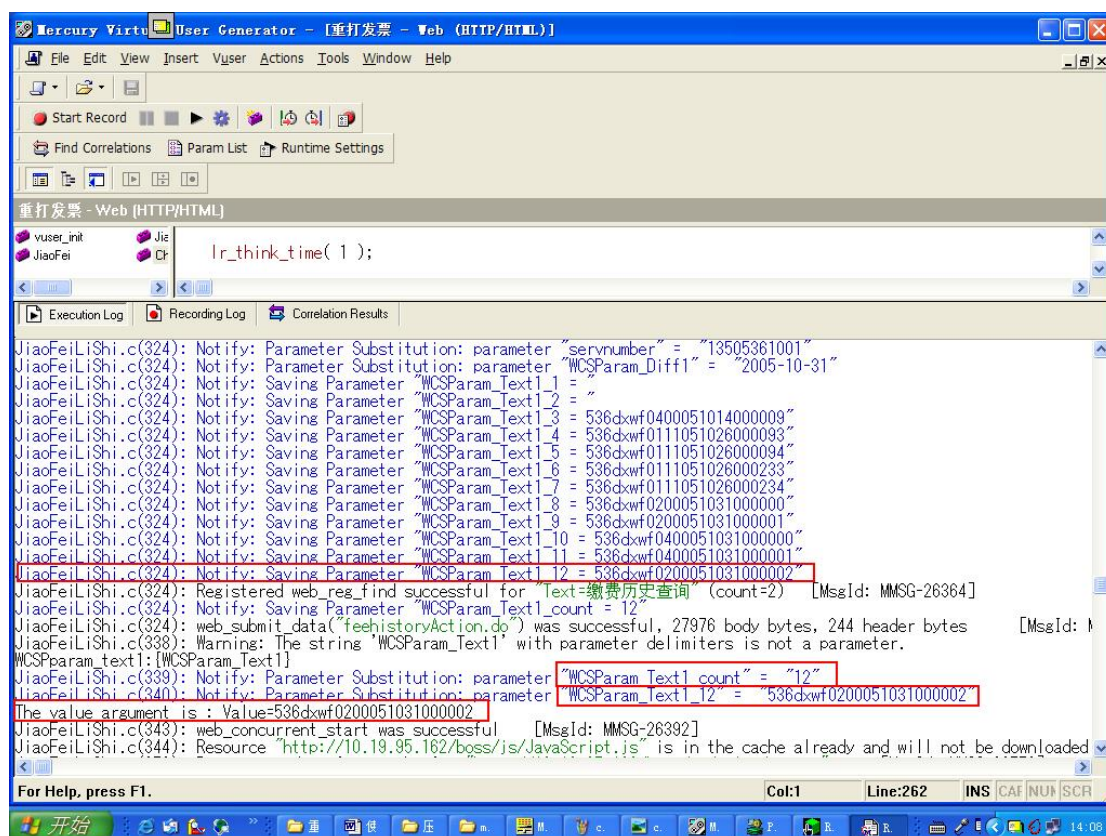 Mercury Virtu User Generator - [重打发票 - Web (HTTP/HTML)]
File Edit View Insert Vuser Actions Tools Window Help
Start Record
Find Correlations Param List Runtime Settings
重打发票 - Web (HTTP/HTML)
vuser_init Jia
JiaoFei Ch
lr_think_time( 1 );
Execution Log Recording Log Correlation Results
JiaoFeiLiShi.c(324): Notify: Parameter Substitution: parameter "servnumber" = "13505361001"
JiaoFeiLiShi.c(324): Notify: Parameter Substitution: parameter "WCSParam_Diff1" = "2005-10-31"
JiaoFeiLiShi.c(324): Notify: Saving Parameter "WCSParam_Text1_1 = "
JiaoFeiLiShi.c(324): Notify: Saving Parameter "WCSParam_Text1_2 = "
JiaoFeiLiShi.c(324): Notify: Saving Parameter "WCSParam_Text1_3 = 536dxwf0400051014000009"
JiaoFeiLiShi.c(324): Notify: Saving Parameter "WCSParam_Text1_4 = 536dxwf0111051026000093"
JiaoFeiLiShi.c(324): Notify: Saving Parameter "WCSParam_Text1_5 = 536dxwf0111051026000094"
JiaoFeiLiShi.c(324): Notify: Saving Parameter "WCSParam_Text1_6 = 536dxwf0111051026000233"
JiaoFeiLiShi.c(324): Notify: Saving Parameter "WCSParam_Text1_7 = 536dxwf0111051026000234"
JiaoFeiLiShi.c(324): Notify: Saving Parameter "WCSParam_Text1_8 = 536dxwf0200051031000000"
JiaoFeiLiShi.c(324): Notify: Saving Parameter "WCSParam_Text1_9 = 536dxwf0200051031000001"
JiaoFeiLiShi.c(324): Notify: Saving Parameter "WCSParam_Text1_10 = 536dxwf0400051031000000"
JiaoFeiLiShi.c(324): Notify: Saving Parameter "WCSParam_Text1_11 = 536dxwf0400051031000001"
JiaoFeiLiShi.c(324): Notify: Saving Parameter "WCSParam_Text1_12 = 536dxwf0200051031000002"
JiaoFeiLiShi.c(324): Registered web_reg_find successful for "Text=缴费历史查询" (count=2) [MsgId: MMSG-26364]
JiaoFeiLiShi.c(324): Notify: Saving Parameter "WCSParam_Text1_count = 12"
JiaoFeiLiShi.c(324): web_submit_data("feehistoryAction.do") was successful, 27976 body bytes, 244 header bytes [MsgId: M
JiaoFeiLiShi.c(338): Warning: The string 'WCSParam_Text1' with parameter delimiters is not a parameter.
WCSPparam_text1:{WCSParam_Text1}
JiaoFeiLiShi.c(339): Notify: Parameter Substitution: parameter "WCSParam_Text1_count" = "12"
JiaoFeiLiShi.c(340): Notify: Parameter Substitution: parameter "WCSParam_Text1_12" = "536dxwf0200051031000002"
The value argument is : Value=536dxwf0200051031000002
JiaoFeiLiShi.c(343): web_concurrent_start was successful [MsgId: MMSG-26392]
JiaoFeiLiShi.c(344): Resource "http://10.19.95.162/boss/js/JavaScript.js" is in the cache already and will not be downloaded
For Help, press F1. Col:1 Line:262 INS CAF NUM SCR
开始 重 使 压 m. M. c. c. M. P. R. R. 14:08